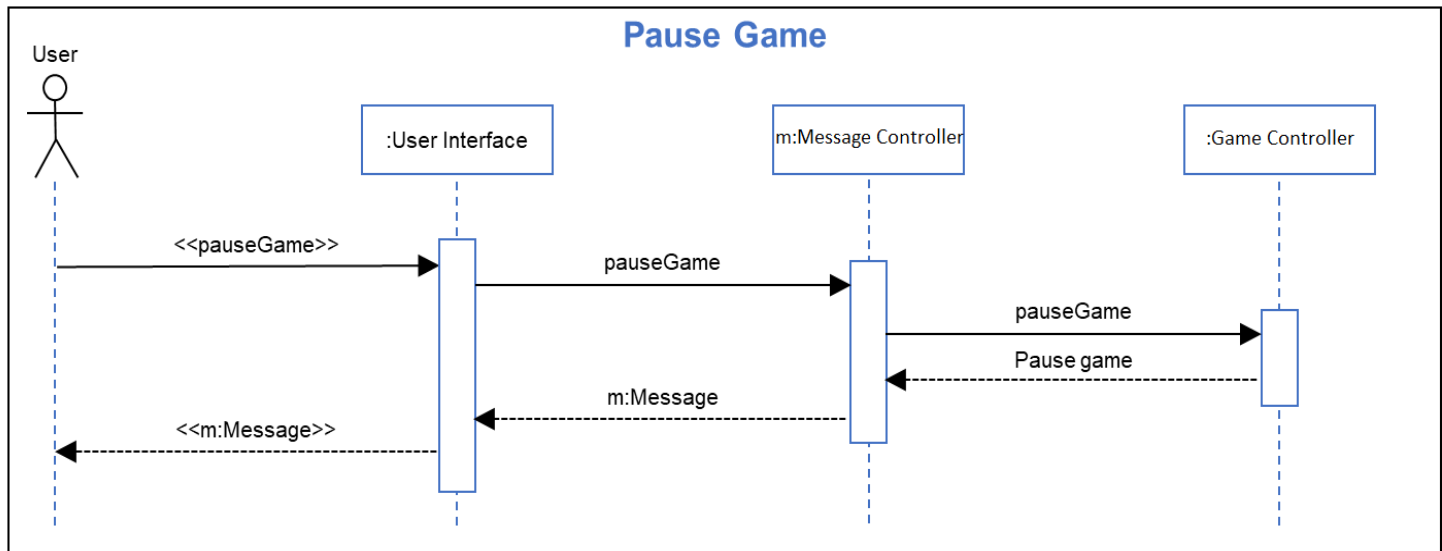 Pause Game
User
:User Interface
m:Message Controller
:Game Controller
<<pauseGame>>
pauseGame
pauseGame
Pause game
m:Message
<<m:Message>>